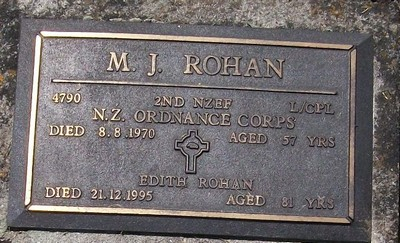 M. J. ROHAN
4790 2ND NZEF L/CPL
N.Z. ORDNANCE CORPS
DIED 8.8.1970 AGED 57 YRS
EDITH ROHAN
DIED 21.12.1995 AGED 81 YRS